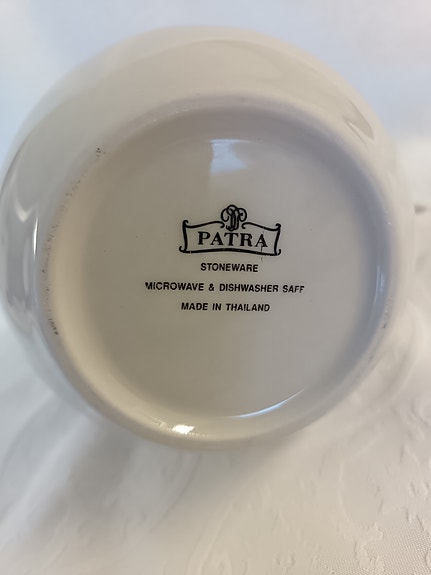 PATRA
STONEWARE
MICROWAVE & DISHWASHER SAFF
MADE IN THAILAND